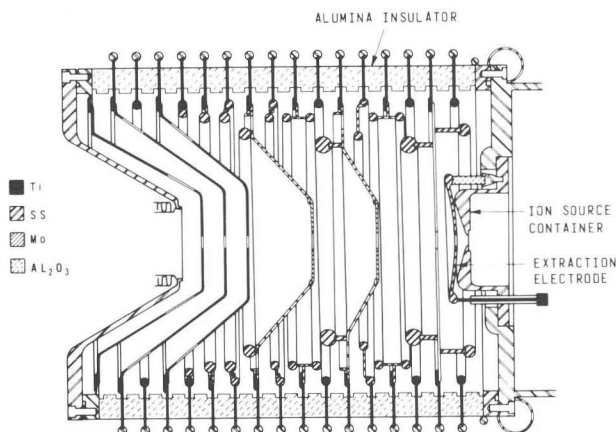 ALUMINA INSULATOR
Ti
SS
Mo
AL₂O₃
ION SOURCE
CONTAINER
EXTRACTION
ELECTRODE